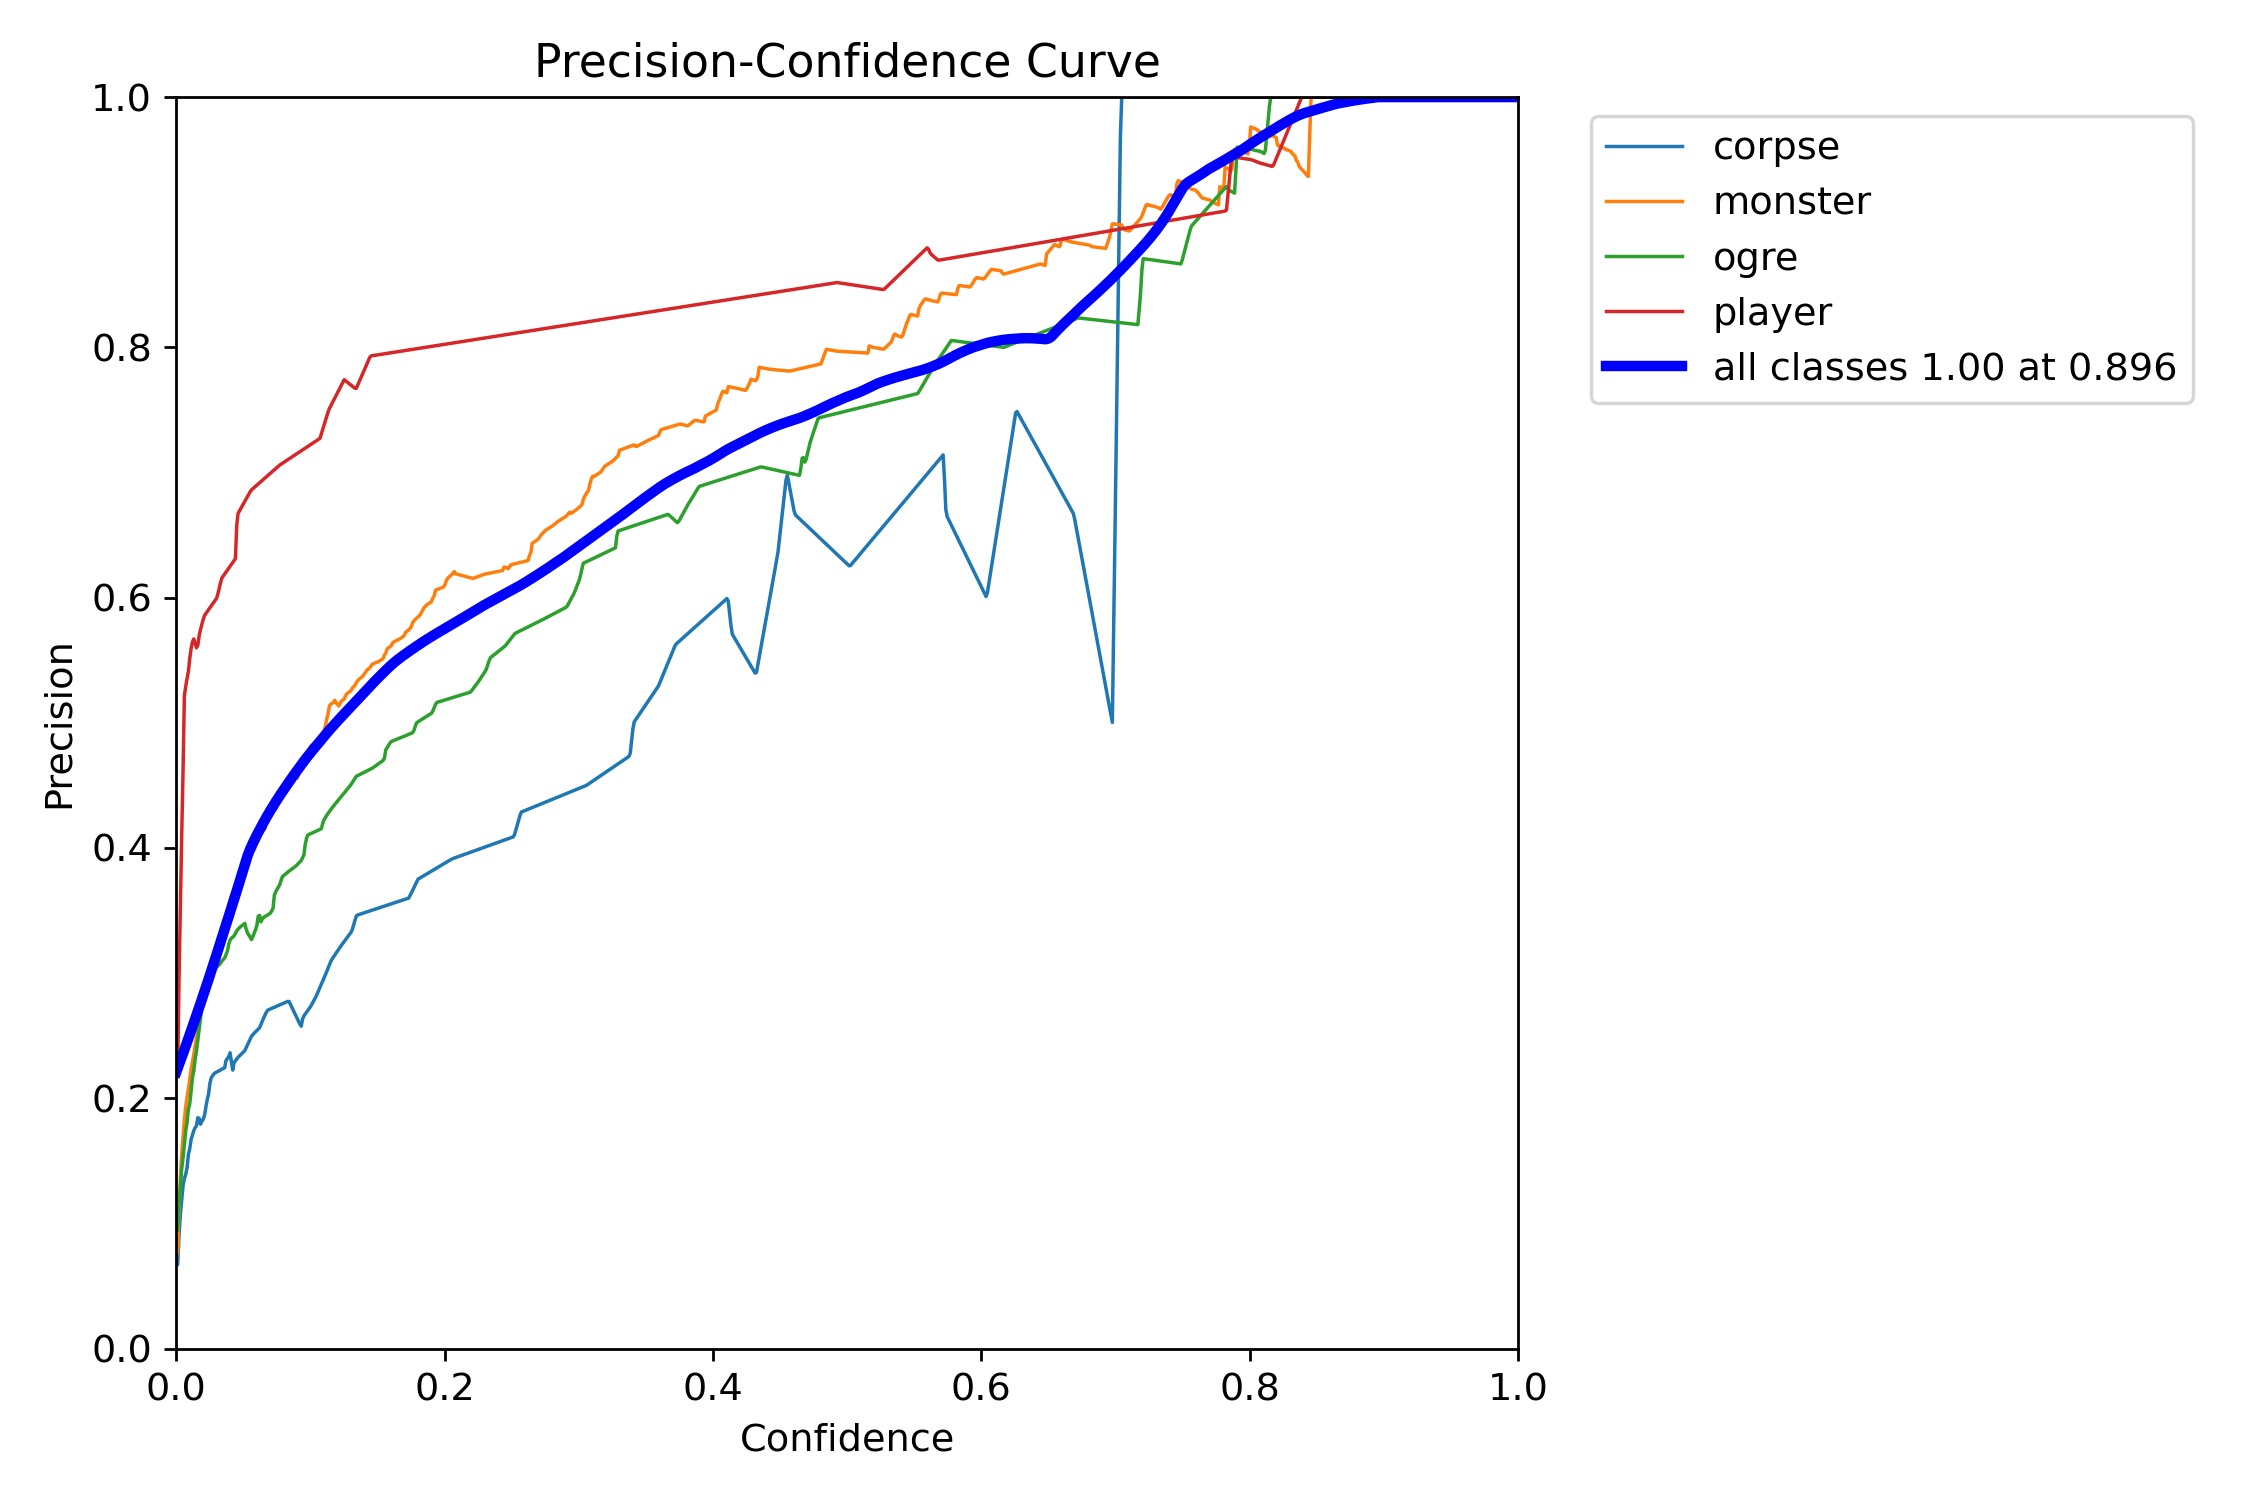 Precision-Confidence Curve
1.0
0.8
0.6
0.4
0.2
0.0
Precision
0.0 0.2 0.4 0.6 0.8 1.0
Confidence
corpse
monster
ogre
player
all classes 1.00 at 0.896